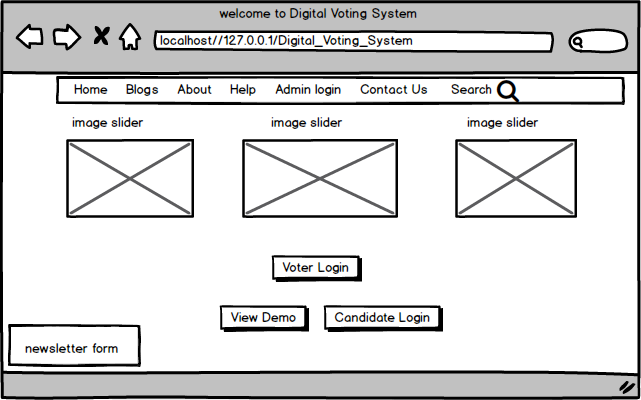 welcome to Digital Voting System
localhost//127.0.0.1/Digital_Voting_System
Home Blogs About Help Admin login Contact Us Search
image slider image slider image slider
Voter Login
View Demo Candidate Login
newsletter form